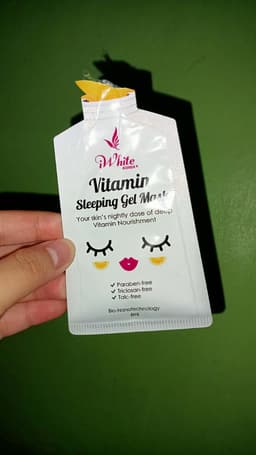 iWhite
KOREA
Vitamin
Sleeping Gel Mask
Your skin's nightly dose of deep
Vitamin Nourishment
✓ Paraben-free
✓ Triclosan-free
✓ Talc-free
Bio-Nanotechnology